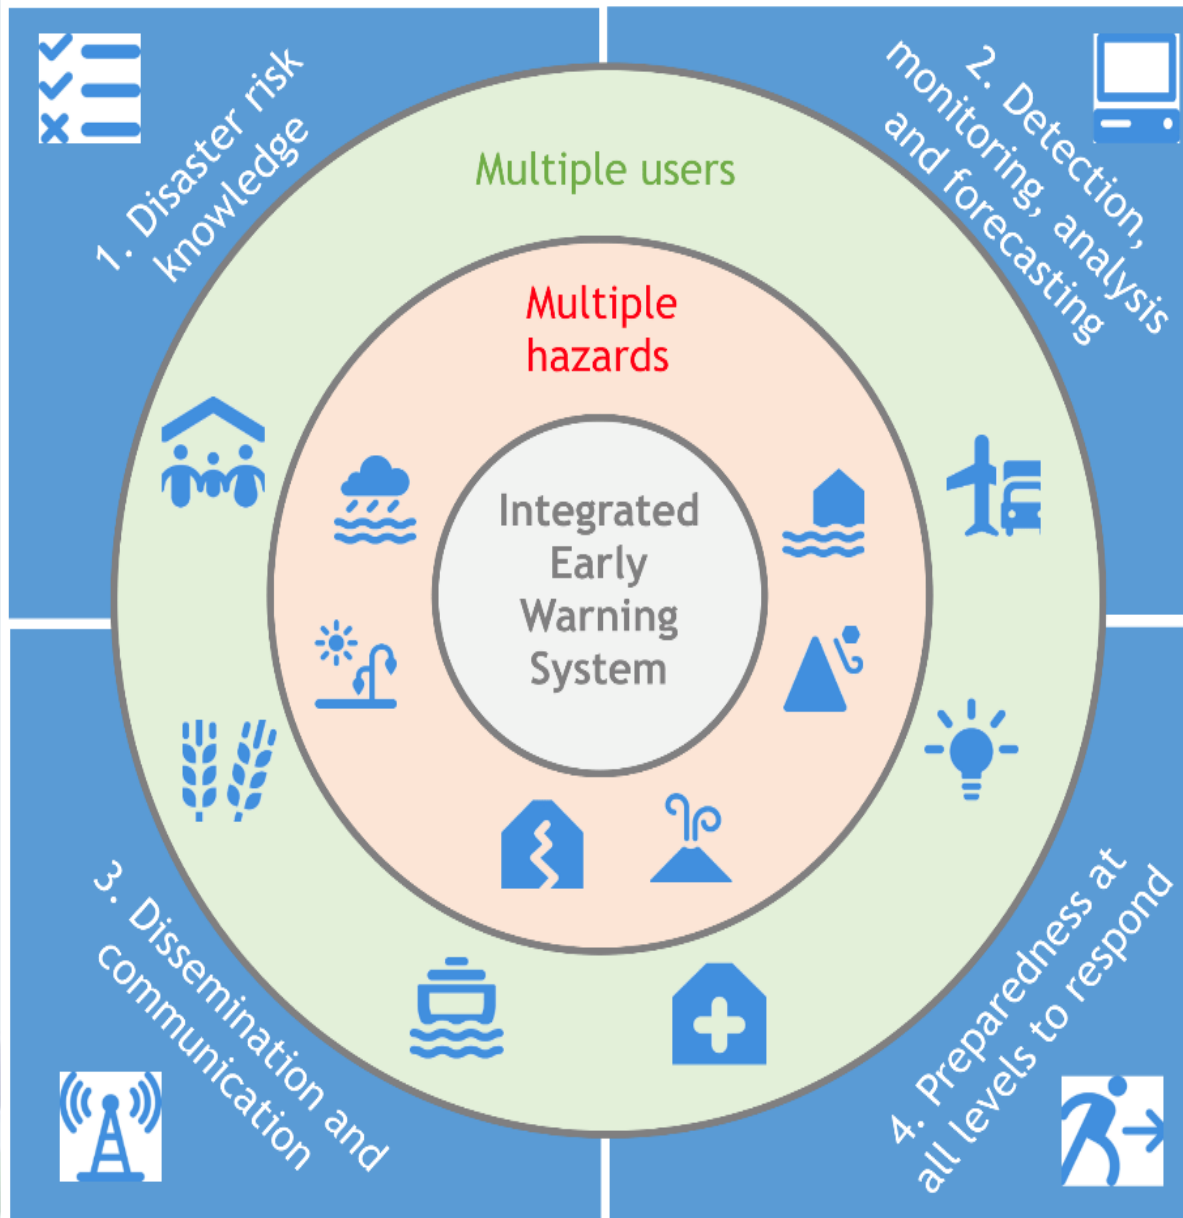 1. Disaster risk
knowledge
2. Detection,
monitoring, analysis
and forecasting
Multiple users
Multiple
hazards
Integrated
Early
Warning
System
3. Dissemination and
communication
4. Preparedness at
all levels to respond